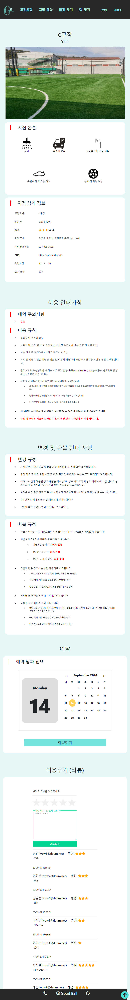 공지사항 구장 예약 매치 찾기 팀 찾기 로그인 회원가입
C구장
없음
지점 옵션
샤워 주차장 유무 유니폼 대여 가능 여부
풋살화 대여 가능 여부 볼 대여 가능 여부
지점 상세 정보
구장 이름 C구장
인원 수 5vs5 ( 10명)
별점
지점 주소 경기도 고양시 덕양구 덕은동 131-12KR
지점 전화번호 02-8065-3995
SNS https://safs.modoo.at/
영업시간 11 ~ 20
공간 소개 없음
이용 안내사항
예약 주의사항
없음
이용 규칙
풋살장 예약 시간 준수
풋살장 내 취사, 흡연 및 음주행위, 지나친 소음행위 금지(적발 시 이용불가)
시설 사용 후 정리정돈 ( 쓰레기 반드시 처리 )
고의 및 과실로 인한 시설물 훼손 및 파손시 사용자가 배상하며 경기중 부상은 본인이 책임집니
다.
잔디보호와 부상방지를 위하여 스터드가 있는 축구화(SG, FG, HG, AG)는 착용이 금지되며 풋살
화(TF)만 착용 가능 합니다.
사회적 거리두기 2단계 동안에는 다음내용이 적용됩니다.
운동시에는 마스크를 꼭 착용해주셔야합니다. 호흡이 어려운 경우 운동템포와 휴식시간을 조정해주세
요.
실내구장의 경우에는 휴식시에도 마스크를 착용해주셔야합니다.
야외구장의 경우에는 휴식시 2M 이상 거리를 유지해주세요.
위 내용이 지켜지지 않을 경우 퇴장조치 될 수 있으니 예약시 꼭 참고부탁드립니다.
규정 외 요청은 적용이 불가합니다. 예약 전 반드시 확인해 주시기 바랍니다.
변경 및 환불 안내 사항
변경 규정
시작시간이 지난 후 요청 했을 경우에는 환불 및 변경 모두 불가능합니다.
구장 이용 중 비가 오기 시작 할 경우 환불 및 변경가능 여부는 구장 관리자가 결정합니다.
아래의 조건에 해당될 경우 내용을 아이엠그라운드 카카오톡 채널로 예약 시작 시간 전까지 남
겨주시면 고객센터 운영 시간에 확인 후 처리해 드리겠습니다.
변경은 하단 환불 규정 기준 100% 환불인 경우에만 가능하며, 변경 가능한 횟수는 1회 입니다.
1회 변경된 예약은 환불 및 재변경이 불가능합니다.
날씨에 의한 변경은 야외구장에만 적용됩니다.
환불 규정
환불은 예약날짜를 기준으로만 적용합니다. (예약 시간으로는 적용되지 않습니다)
예를들어, 5월 7일 예약일 경우 다음과 같습니다
이용 5일 전까지 : 100% 환불
4일 전 ~ 3일 전: 50% 환불
2일 전 ~ 대관 당일 : 환불 불가
다음과 같은 경우에는 상단 규정대로 처리됩니다.
고객의 사정으로 예약된 날짜에 구장 이용을 못하는 경우
구장, 날짜, 시간 등을 실수로 잘못 선택했을 경우
단순 변심으로 인해 환불이나 변경을 요청하는 경우
날씨에 의한 환불은 야외구장에만 적용됩니다
다음과 같을 때는 환불이 가능합니다.
예약 당일, 기상청에서 천재지변에 해당하는 특보를 예약한 지역에 발표한 경우에 적용 (특보가 해제된
후에는 적용이 불가능합니다.)
구장, 날짜, 시간 등을 실수로 잘못 선택했을 경우
단순 변심으로 인해 환불이나 변경을 요청하는 경우
예약
예약 날짜 선택
< September 2020 >
일 월 화 수 목 금 토
Monday
14
1 2 3 4 5
6 7 8 9 10 11 12
13 14 15 16 17 18 19
20 21 22 23 24 25 26
27 28 29 30
예약하기
이용후기 (리뷰)
별점과 리뷰를 남겨주세요.
리뷰남겨주세요..
리뷰등록
준민(wow8@daum.net) 별점:
: 보통
20-09-07 13:11:31
이하은(wow7@daum.net) 별점:
: 보통
20-09-07 13:23:31
김유선(wow6@daum.net) 별점:
: 보통
20-09-07 13:23:31
이석인(wow5@daum.net) 별점:
: 그냥그럼
20-09-07 13:15:31
이상훈(wow4@daum.net) 별점:
: 별로~
20-09-07 13:20:31
정찬샘(wow3@daum.net) 별점:
: 아주좋습니다
20-09-07 13:23:31
정준(wow2@daum.net) 별점:
Good Ball